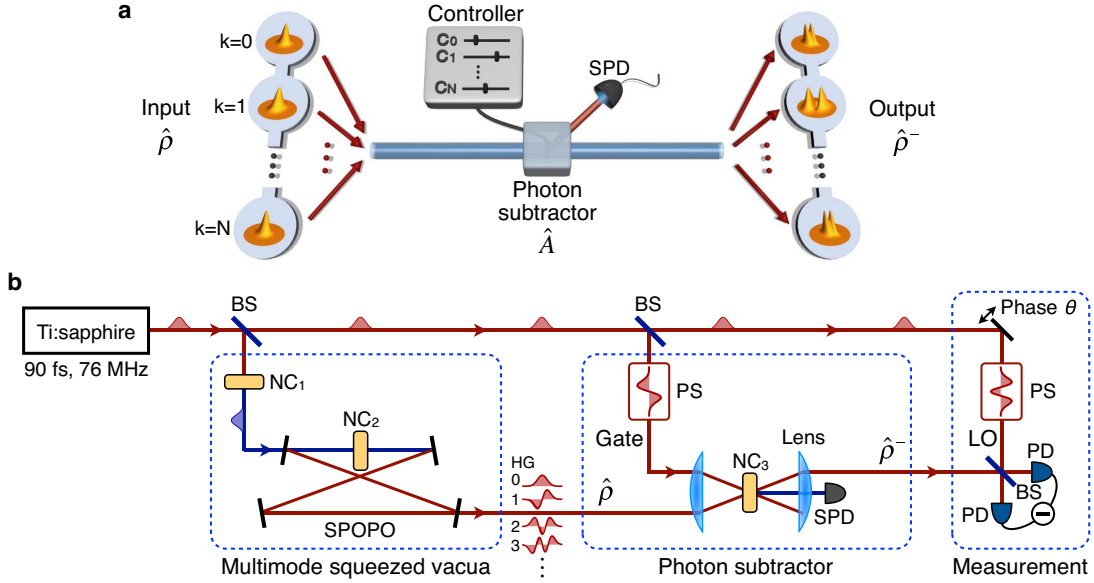 a
Controller
C0
C1
CN
SPD
k=0
k=1
k=N
Input
ρ̂
Photon
subtractor
Â
Output
ρ̂⁻
b
Ti:sapphire
90 fs, 76 MHz
BS
BS
Phase θ
NC1
NC2
SPOPO
Multimode squeezed vacua
HG
0
1
2
3
ρ̂
PS
Gate
NC3
Lens
SPD
Photon subtractor
ρ̂⁻
PS
LO
PD
BS
PD
Measurement